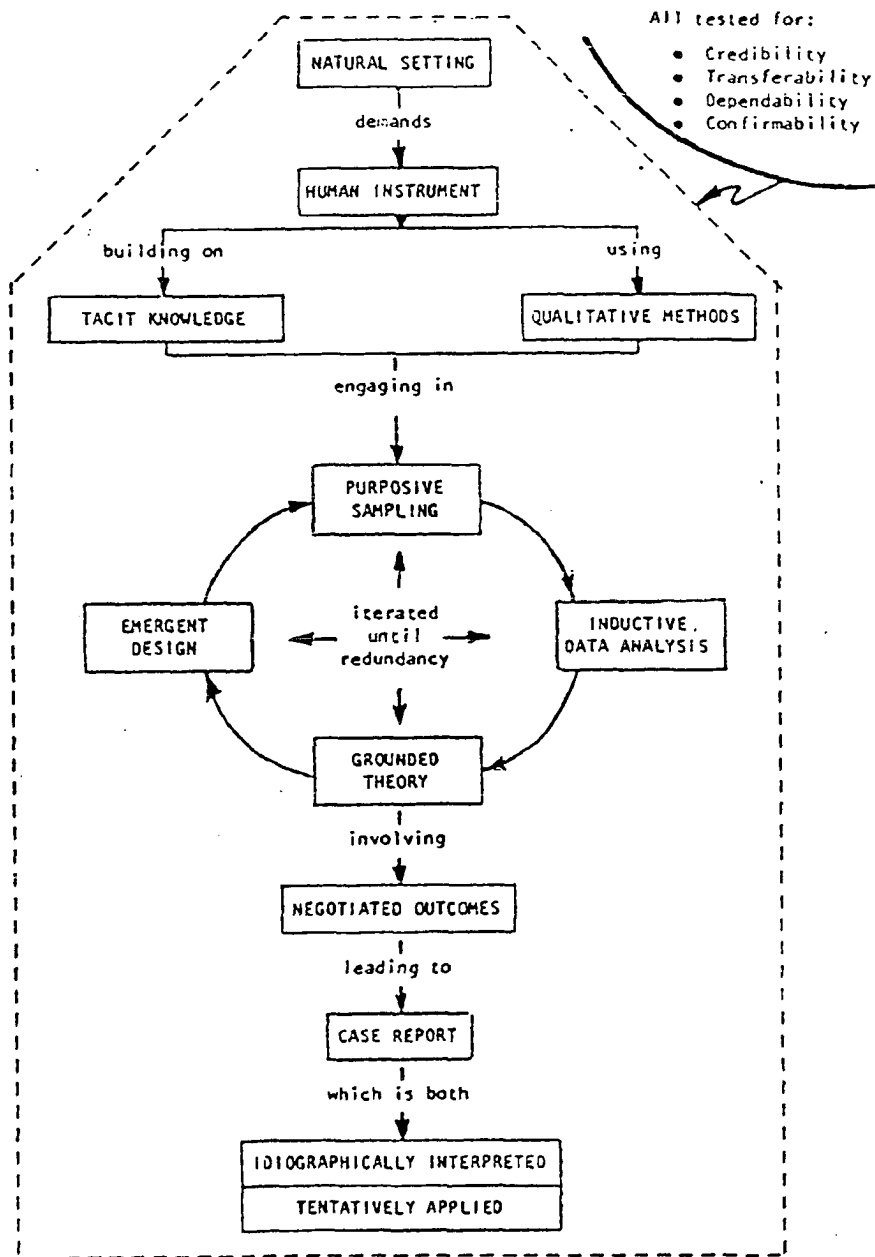 All tested for:
• Credibility
• Transferability
• Dependability
• Confirmability
NATURAL SETTING
demands
HUMAN INSTRUMENT
building on
using
TACIT KNOWLEDGE
QUALITATIVE METHODS
engaging in
PURPOSIVE
SAMPLING
EMERGENT
DESIGN
iterated
until
redundancy
INDUCTIVE,
DATA ANALYSIS
GROUNDED
THEORY
involving
NEGOTIATED OUTCOMES
leading to
CASE REPORT
which is both
IDIOGRAPHICALLY INTERPRETED
TENTATIVELY APPLIED